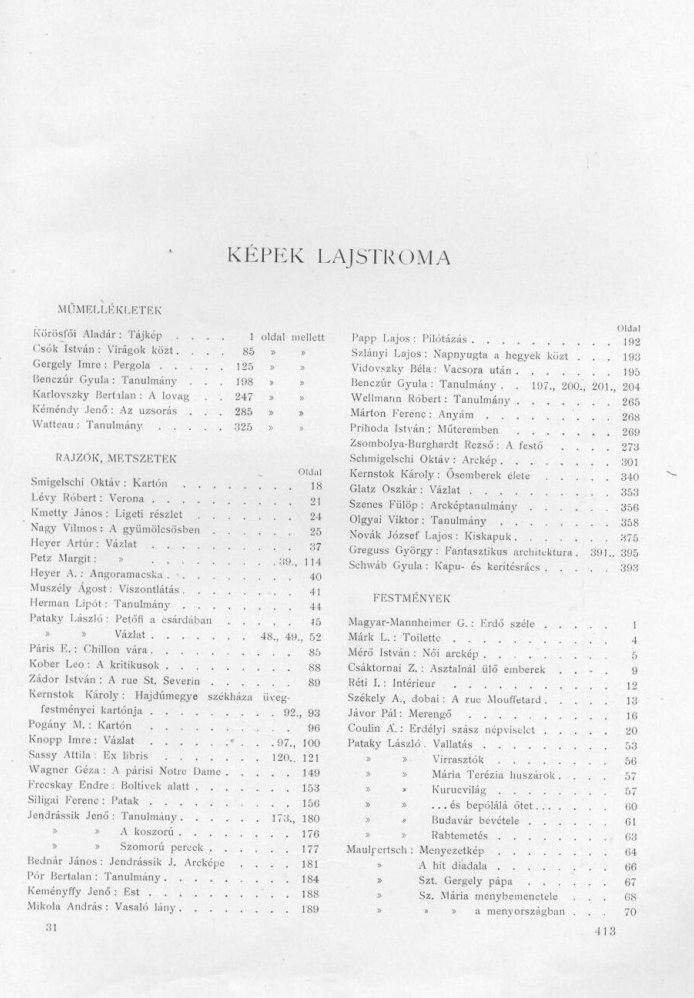 KÉPEK LAJSTROMA
MŰMELLÉKLETEK
Körösfői Aladár : Tájkép . . . . 1 oldal mellett
Csók István : Virágok közt . . . . 85 » »
Gergely Imre : Pergola . . . . . 125 » »
Benczúr Gyula : Tanulmány . . . 198 » »
Karlovszky Bertalan : A lovag . . 247 » »
Kéméndy Jenő : Az uzsorás . . . 285 » »
Watteau : Tanulmány . . . . . 325 » »
RAJZOK, METSZETEK
Oldal
Smigelschi Oktáv : Kartón . . . . . . . . 18
Lévy Róbert : Verona . . . . . . . . . . 21
Kmetty János : Ligeti részlet . . . . . . . 24
Nagy Vilmos : A gyümölcsösben . . . . . . 25
Heyer Artúr : Vázlat . . . . . . . . . . 37
Petz Margit : » . . . . . . . . 39., 114
Heyer A. : Angoramacska . . . . . . . . . 40
Muszély Ágost : Viszontlátás . . . . . . . . 41
Herman Lipót : Tanulmány . . . . . . . . 44
Pataky László : Petőfi a csárdában . . . . . . 45
» » Vázlat . . . . . . . 48., 49., 52
Páris E. : Chillon vára . . . . . . . . . . 85
Kober Leo : A kritikusok . . . . . . . . . 88
Zádor István : A rue St. Severin . . . . . . 89
Kernstok Károly : Hajdúmegye székháza üveg-
festményei kartónja . . . . . . . . 92., 93
Pogány M. : Kartón . . . . . . . . . . 96
Knopp Imre : Vázlat . . . . . . . . 97., 100
Sassy Attila : Ex libris . . . . . . . 120., 121
Wagner Géza : A párisi Notre Dame . . . . . 149
Frecskay Endre : Boltívek alatt . . . . . . . 153
Siligai Ferenc : Patak . . . . . . . . . . 156
Jendrássik Jenő : Tanulmány . . . . . . 173., 180
» » A koszorú . . . . . . . . 176
» » Szomorú percek . . . . . . 177
Bednár János : Jendrássik J. Arcképe . . . . 181
Pór Bertalan : Tanulmány . . . . . . . . . 184
Keményffy Jenő : Est . . . . . . . . . . 188
Mikola András : Vasaló lány . . . . . . . . 189
Oldal
Papp Lajos : Pilótázás . . . . . . . . . . 192
Szlányi Lajos : Napnyugta a hegyek közt . . . 193
Vidovszky Béla : Vacsora után . . . . . . . 195
Benczúr Gyula : Tanulmány . . 197., 200., 201., 204
Wellmann Róbert : Tanulmány . . . . . . . 265
Márton Ferenc : Anyám . . . . . . . . . 268
Prihoda István : Műteremben . . . . . . . 269
Zsombolya-Burghardt Rezső : A festő . . . . 273
Schmigelschi Oktáv : Arckép . . . . . . . . 301
Kernstok Károly : Ősemberek élete . . . . . 340
Glatz Oszkár : Vázlat . . . . . . . . . . 353
Szenes Fülöp : Arcképtanulmány . . . . . . 356
Olgyai Viktor : Tanulmány . . . . . . . . 358
Novák József Lajos : Kiskapuk . . . . . . . 375
Greguss György : Fantasztikus architektura . 391., 395
Schwáb Gyula : Kapu- és kerítésrács . . . . . 393
FESTMÉNYEK
Magyar-Mannheimer G. : Erdő széle . . . . . 1
Márk L. : Toilette . . . . . . . . . . . 4
Mérő István : Női arckép . . . . . . . . . 5
Csáktornai Z. : Asztalnál ülő emberek . . . . 9
Réti I. : Intérieur . . . . . . . . . . . 12
Székely A., dobai : A rue Mouffetard . . . . . 13
Jávor Pál : Merengő . . . . . . . . . . 16
Coulin A. : Erdélyi szász népviselet . . . . . 20
Pataky László . Vallatás . . . . . . . . . 53
» » Virrasztók . . . . . . . . 56
» » Mária Terézia huszárok . . . . 57
» » Kurucvilág . . . . . . . . 57
» » . . . és bepólálá őtet . . . . . . 60
» » Budavár bevétele . . . . . . 61
» » Rabtemetés . . . . . . . . 63
Maulpertsch : Menyezetkép . . . . . . . . 64
» A hit diadala . . . . . . . . 66
» Szt. Gergely pápa . . . . . . 67
» Sz. Mária menybemenetele . . . 68
» » » a menyországban . . . 70
31
413